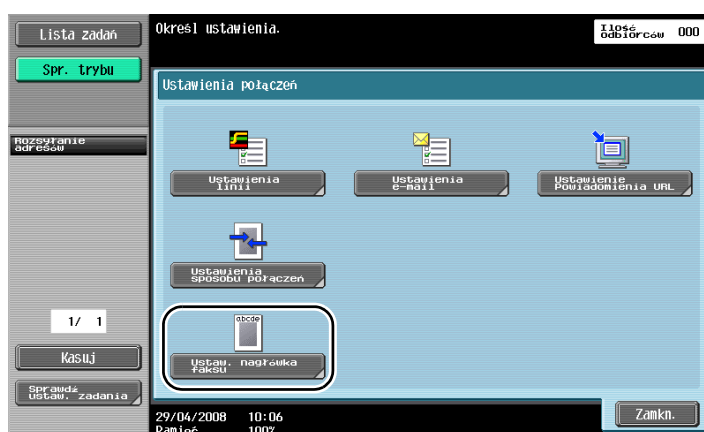 Lista zadań
Określ ustawienia.
Ilość
odbiorców 000
Spr. trybu
Ustawienia połączeń
Rozsyłanie
adresów
Ustawienia
linii
Ustawienia
e-mail
Ustawienie
Powiadomienia URL
Ustawienia
sposobu połączeń
abcde
1/ 1
Ustaw. nagłówka
faksu
Kasuj
Sprawdź
ustaw. zadania
29/04/2008 10:06
Pamięć 100%
Zamkn.